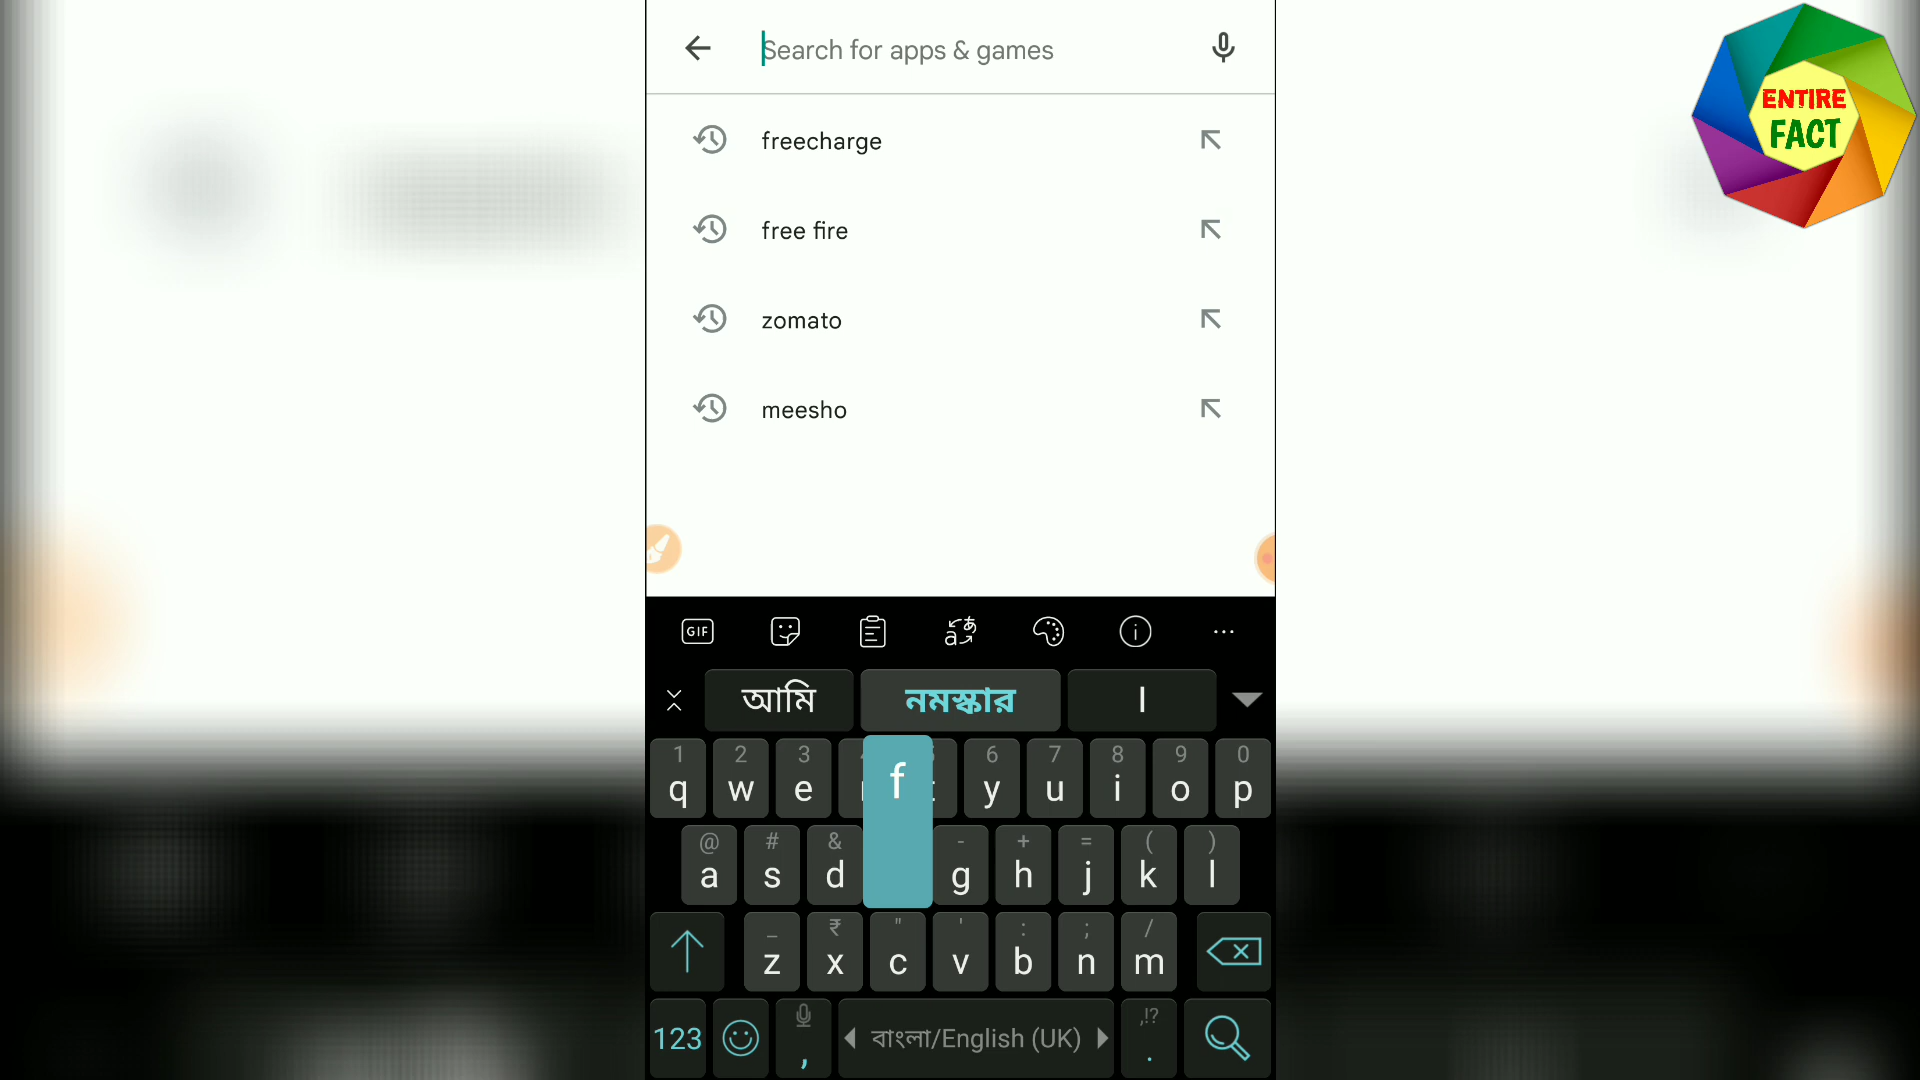 Search for apps & games
ENTIRE
FACT
freecharge
free fire
zomato
meesho
GIF
আমি নমস্কার ।
1 2 3 6 7 8 9 0
q w e f y u i o p
@ # & - + = ( )
a s d g h j k l
_ ₹ " ' : ; /
z x c v b n m
123 , বাংলা/English (UK) ,!? .